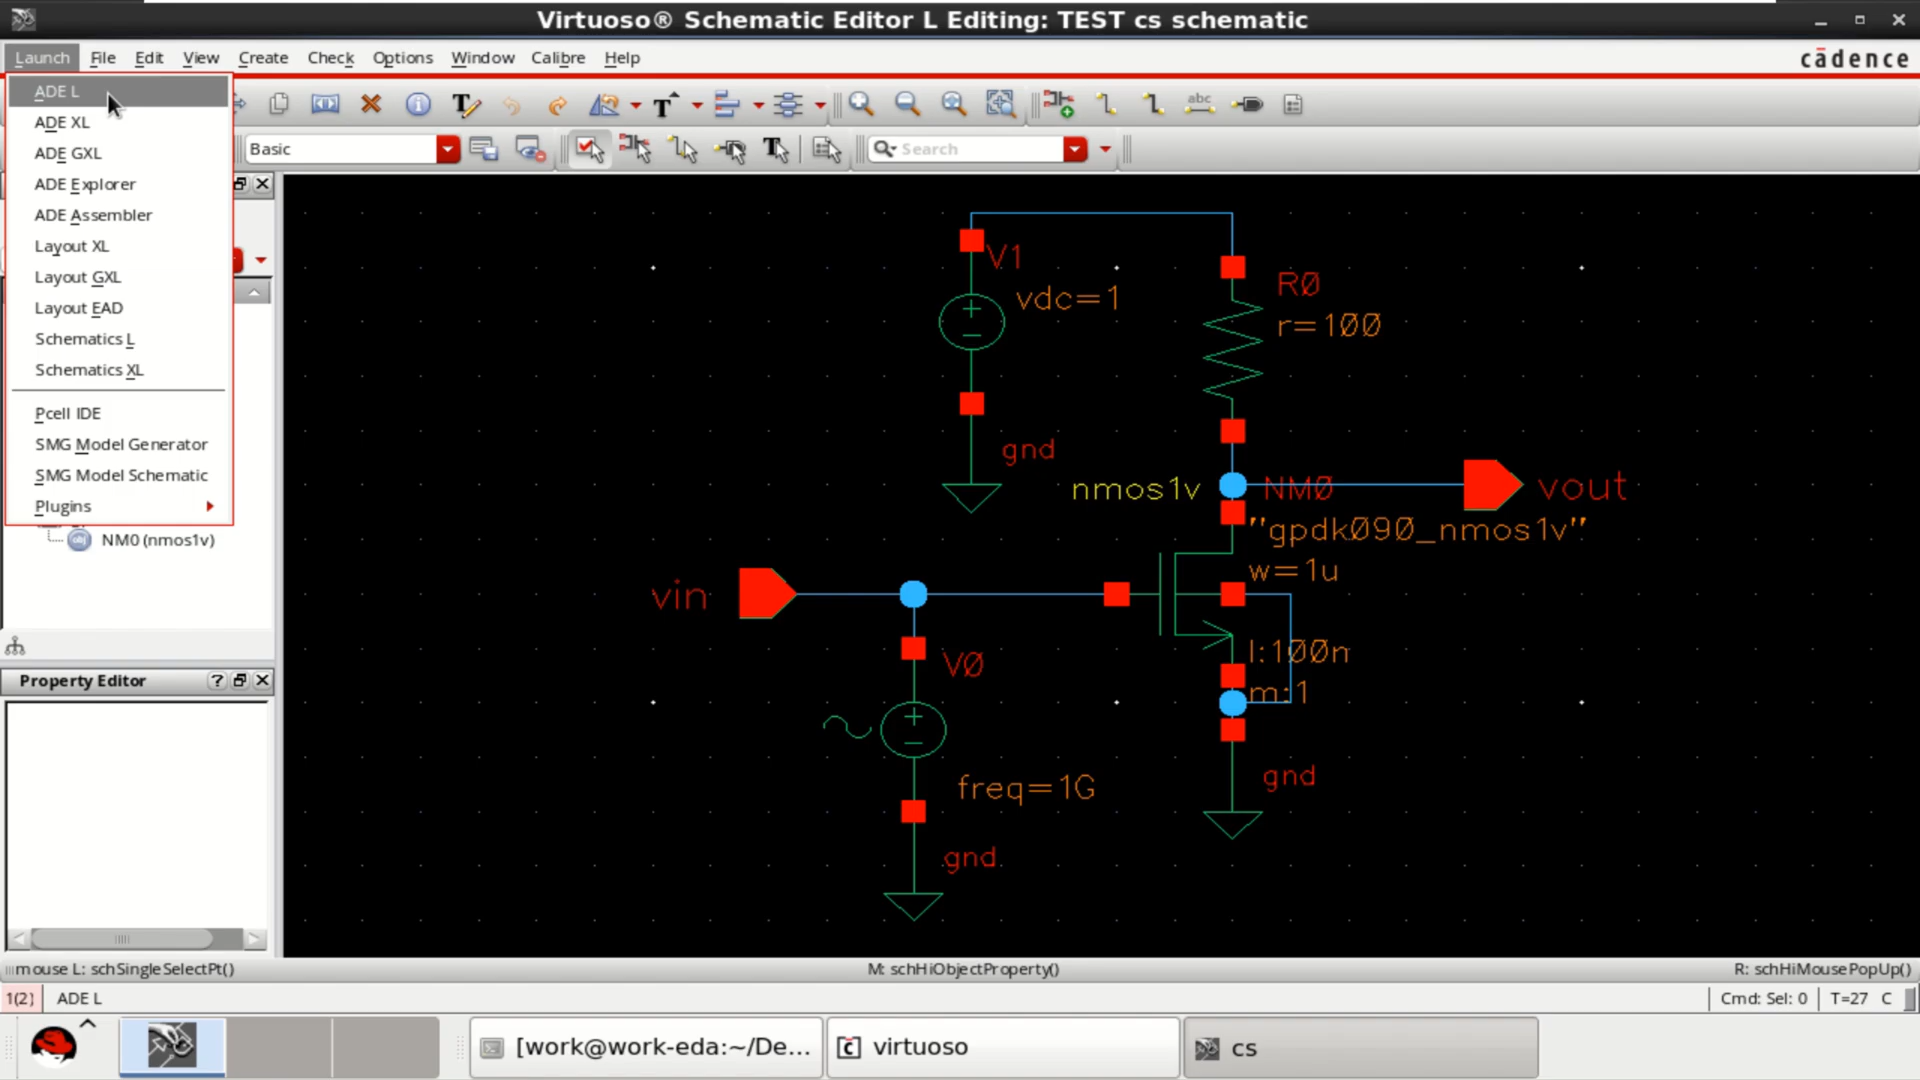 Virtuoso® Schematic Editor L Editing: TEST cs schematic
Launch File Edit View Create Check Options Window Calibre Help
cādence
ADE L
ADE XL
ADE GXL
ADE Explorer
ADE Assembler
Layout XL
Layout GXL
Layout EAD
Schematics L
Schematics XL
Pcell IDE
SMG Model Generator
SMG Model Schematic
Plugins
abc
Basic
Search
NM0 (nmos1v)
Property Editor
V1
vdc=1
R0
r=100
gnd
nmos1v
NM0
vout
"gpdk090_nmos1v"
w=1u
vin
l:100n
m:1
V0
freq=1G
gnd
gnd
mouse L: schSingleSelectPt()
M: schHiObjectProperty()
R: schHiMousePopUp()
1(2)
ADE L
Cmd: Sel: 0
T=27 C
[work@work-eda:~/De...
virtuoso
cs